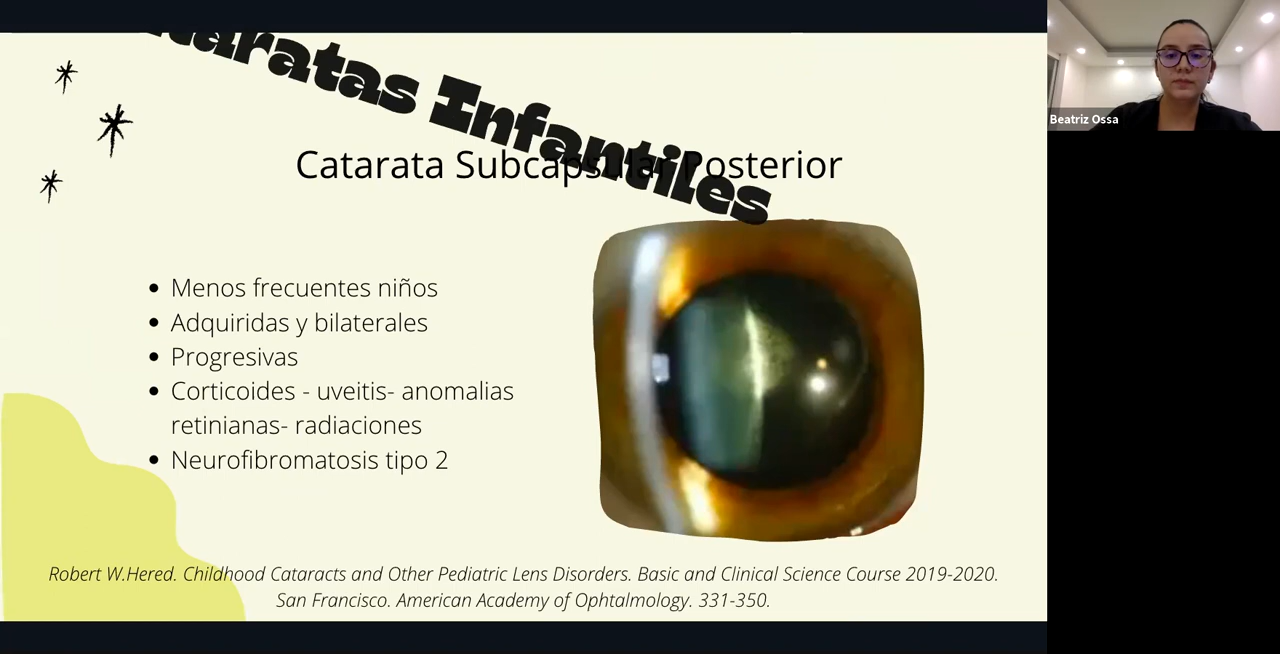 Infantiles
Catarata Subcapsular Posterior
Menos frecuentes niños
Adquiridas y bilaterales
Progresivas
Corticoides - uveitis- anomalias
retinianas- radiaciones
Neurofibromatosis tipo 2
Robert W.Hered. Childhood Cataracts and Other Pediatric Lens Disorders. Basic and Clinical Science Course 2019-2020.
San Francisco. American Academy of Ophtalmology. 331-350.
Beatriz Ossa